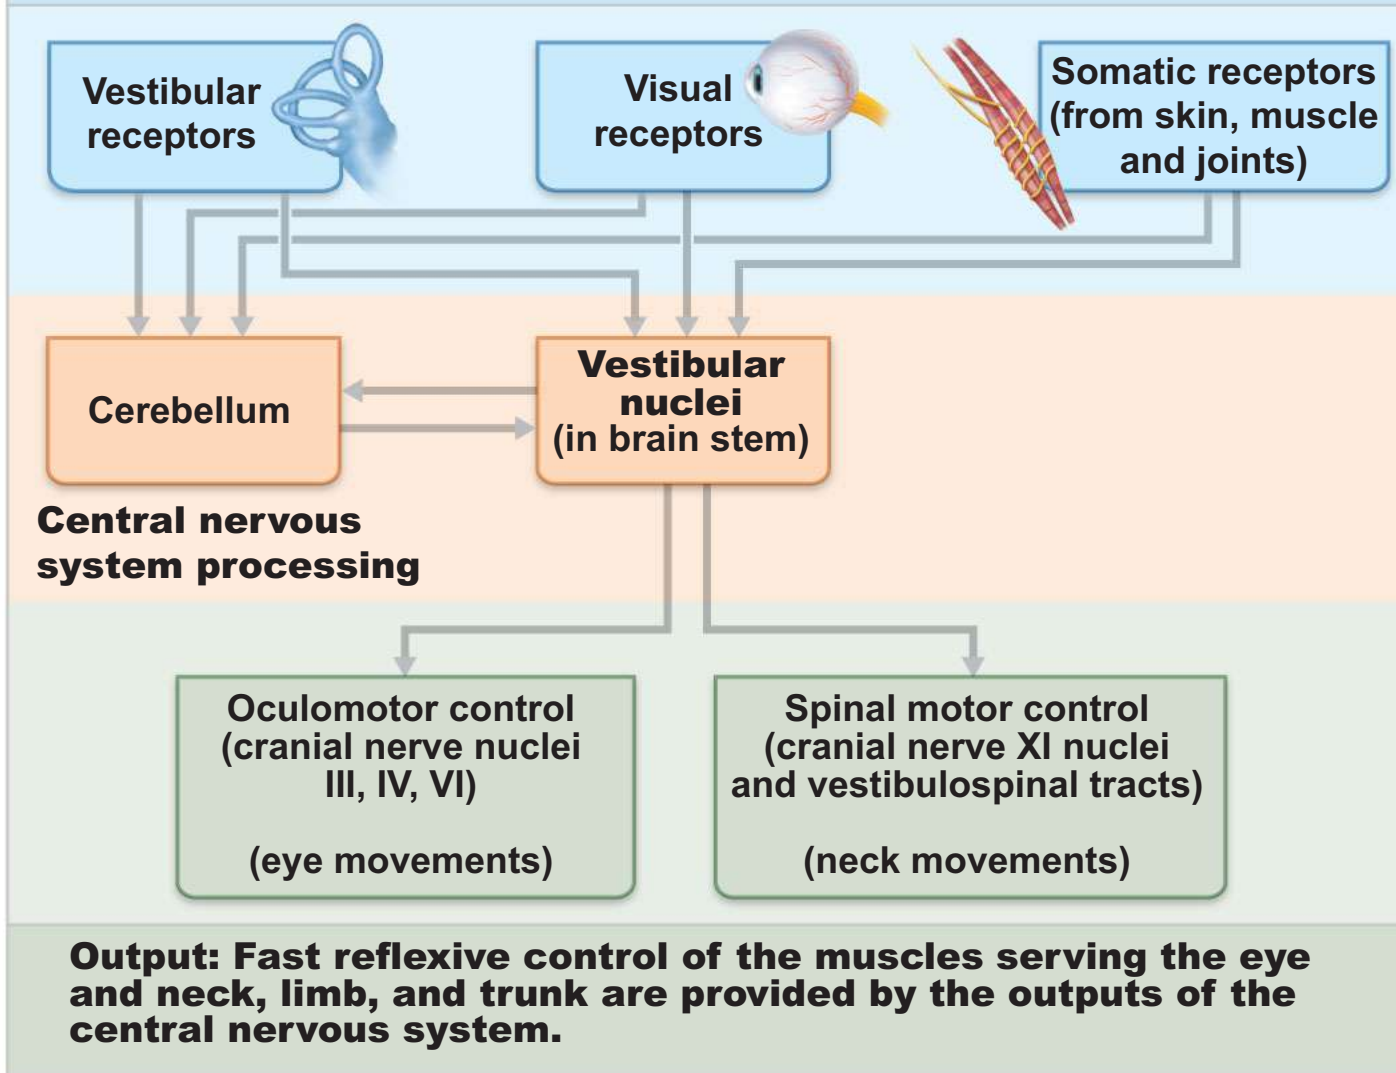 Vestibular
receptors
Visual
receptors
Somatic receptors
(from skin, muscle
and joints)
Cerebellum
Vestibular
nuclei
(in brain stem)
Central nervous
system processing
Oculomotor control
(cranial nerve nuclei
III, IV, VI)
(eye movements)
Spinal motor control
(cranial nerve XI nuclei
and vestibulospinal tracts)
(neck movements)
Output: Fast reflexive control of the muscles serving the eye
and neck, limb, and trunk are provided by the outputs of the
central nervous system.